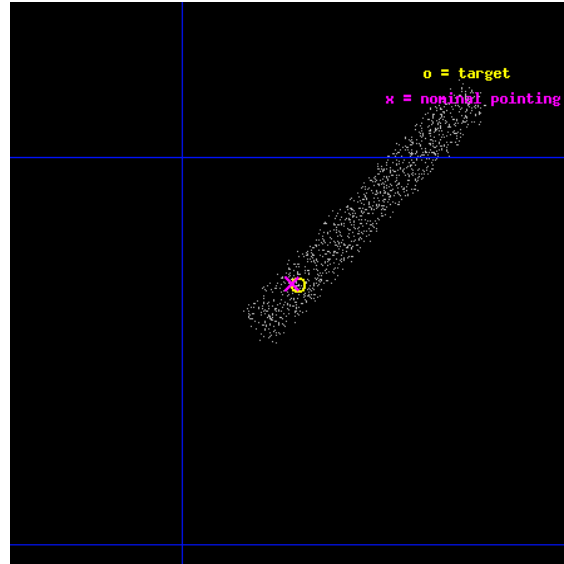 o = target
x = nominal pointing